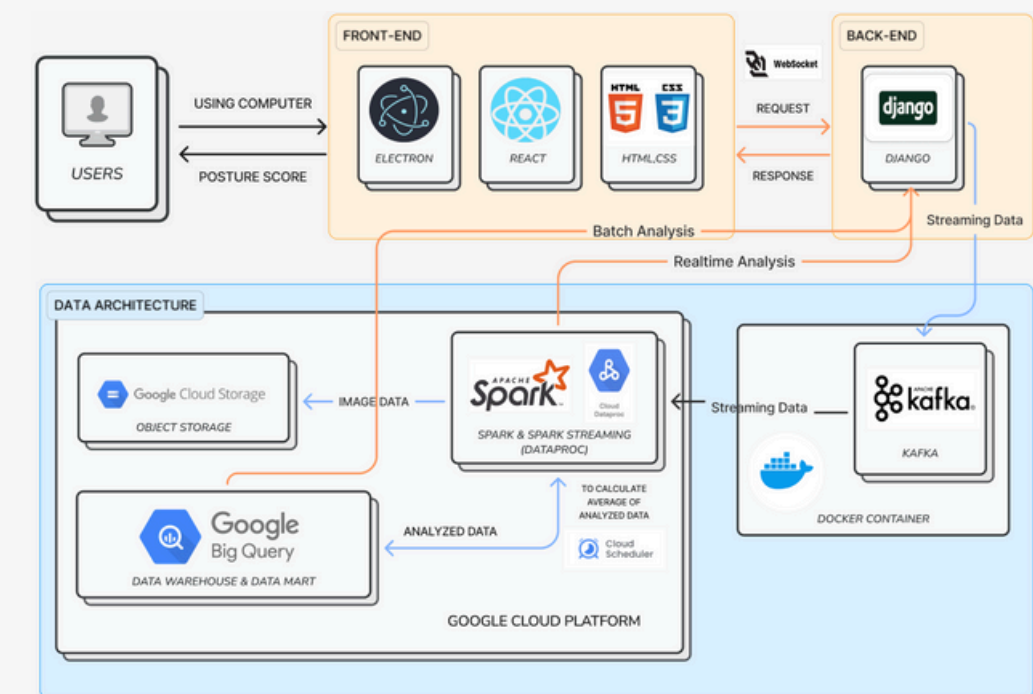 FRONT-END
BACK-END
WebSocket
HTML
CSS
5
3
django
USING COMPUTER
REQUEST
USERS
ELECTRON
REACT
HTML,CSS
DJANGO
POSTURE SCORE
RESPONSE
Streaming Data
Batch Analysis
Realtime Analysis
DATA ARCHITECTURE
APACHE
Spark
Cloud
Dataproc
Google Cloud Storage
OBJECT STORAGE
IMAGE DATA
SPARK & SPARK STREAMING
(DATAPROC)
Streaming Data
APACHE
kafka
KAFKA
DOCKER CONTAINER
TO CALCULATE
AVERAGE OF
ANALYZED DATA
Cloud
Scheduler
ANALYZED DATA
Google
Big Query
DATA WAREHOUSE & DATA MART
GOOGLE CLOUD PLATFORM